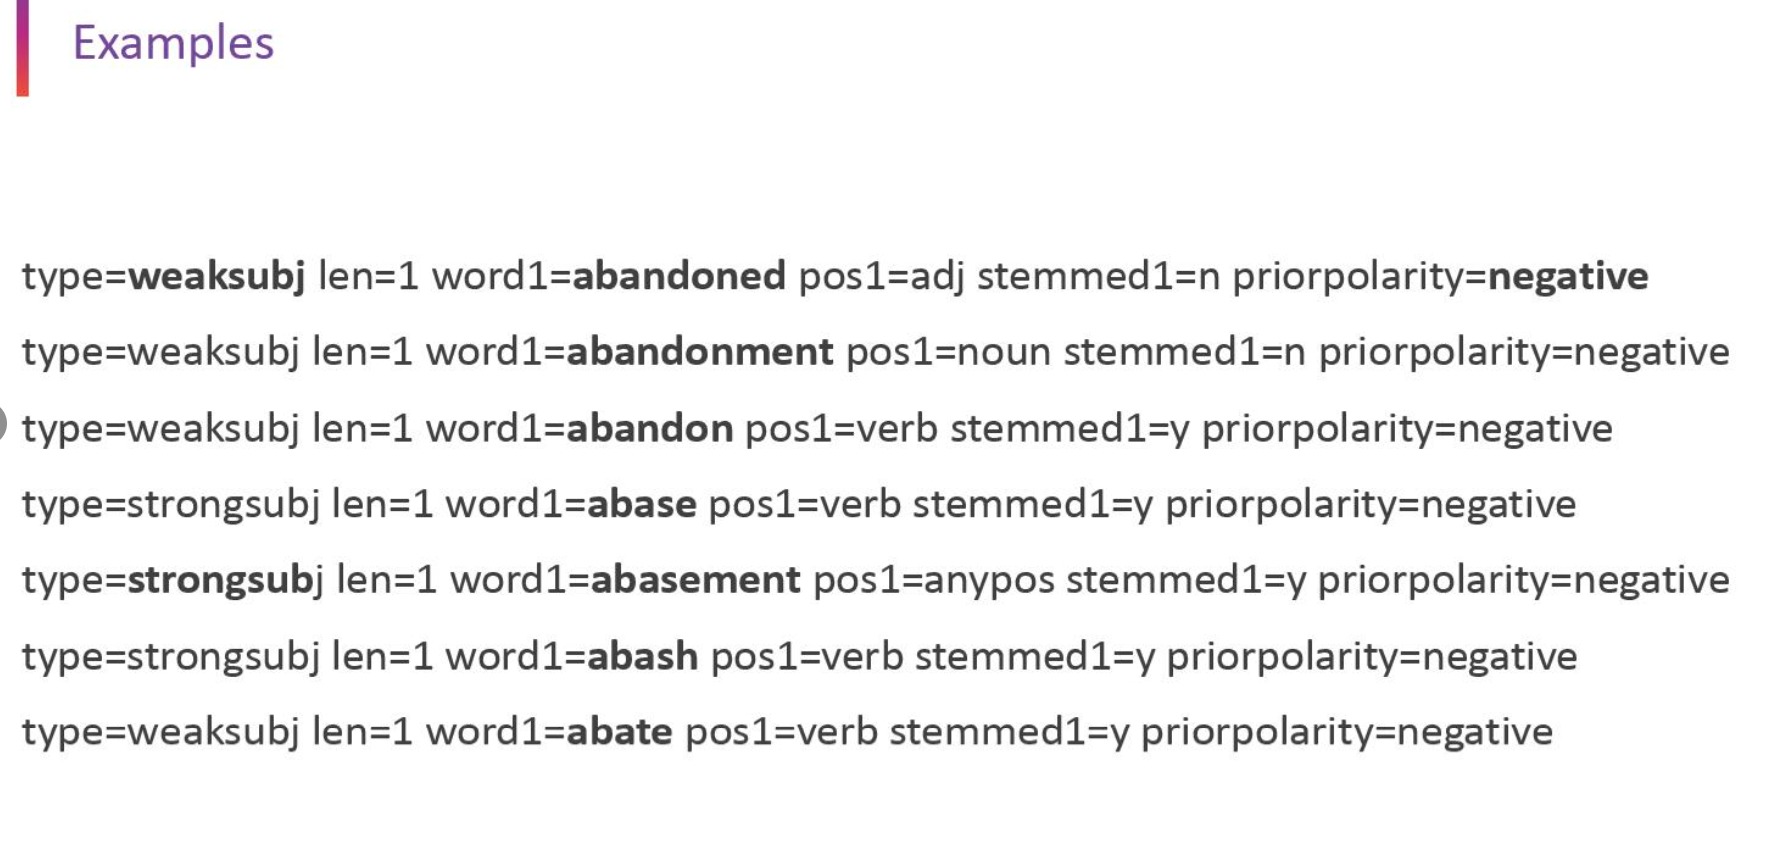 Examples
type=weaksubj len=1 word1=abandoned pos1=adj stemmed1=n priorpolarity=negative
type=weaksubj len=1 word1=abandonment pos1=noun stemmed1=n priorpolarity=negative
type=weaksubj len=1 word1=abandon pos1=verb stemmed1=y priorpolarity=negative
type=strongsubj len=1 word1=abase pos1=verb stemmed1=y priorpolarity=negative
type=strongsubj len=1 word1=abasement pos1=anypos stemmed1=y priorpolarity=negative
type=strongsubj len=1 word1=abash pos1=verb stemmed1=y priorpolarity=negative
type=weaksubj len=1 word1=abate pos1=verb stemmed1=y priorpolarity=negative